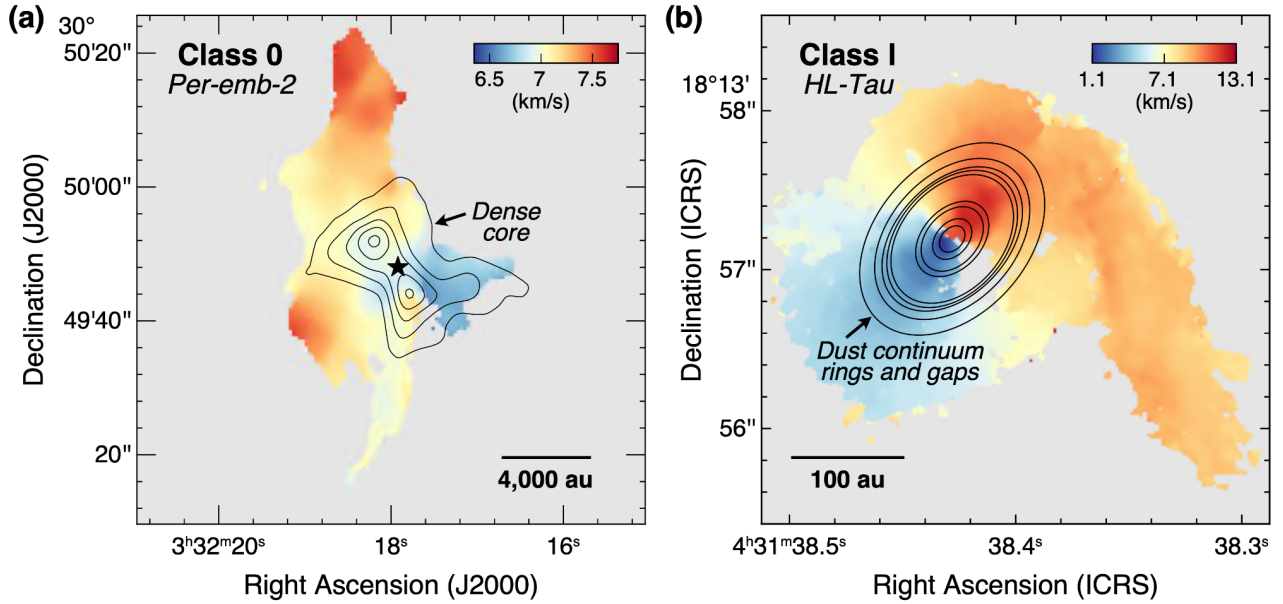 (a)
Class 0
Per-emb-2
6.5 7 7.5
(km/s)
30°
50'20"
50'00"
49'40"
20"
Declination (J2000)
Dense
core
4,000 au
3ʰ32ᵐ20ˢ 18ˢ 16ˢ
Right Ascension (J2000)
(b)
Class I
HL-Tau
1.1 7.1 13.1
(km/s)
18°13'
58"
57"
56"
Declination (ICRS)
Dust continuum
rings and gaps
100 au
4ʰ31ᵐ38.5ˢ 38.4ˢ 38.3ˢ
Right Ascension (ICRS)